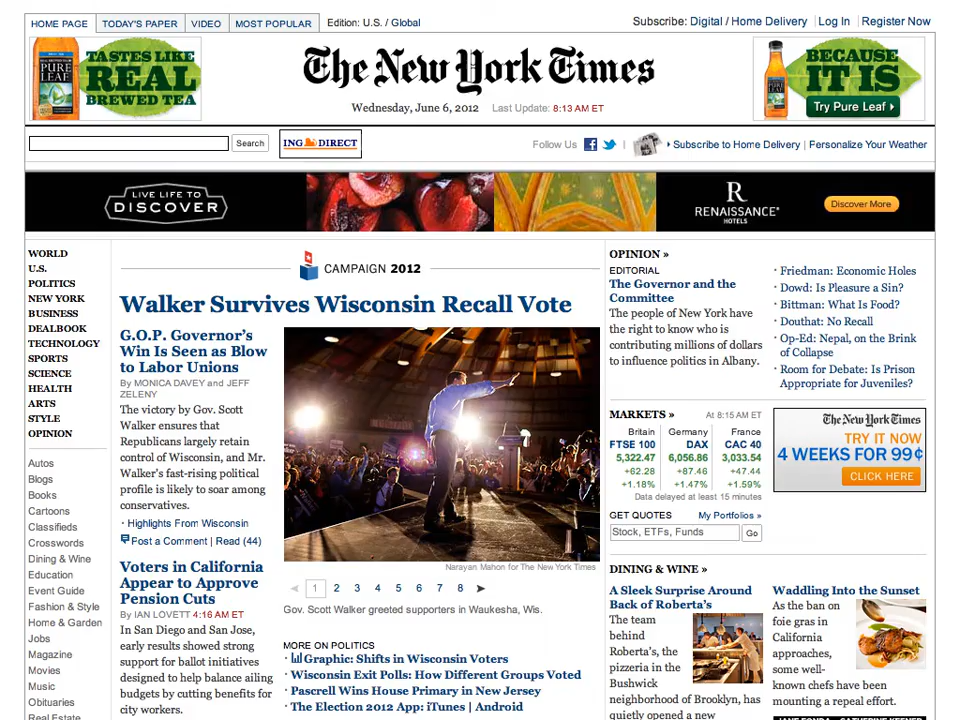 HOME PAGE TODAY'S PAPER VIDEO MOST POPULAR Edition: U.S. / Global
Subscribe: Digital / Home Delivery Log In Register Now
PURE LEAF
TASTES LIKE
REAL
BREWED TEA
The New York Times
Wednesday, June 6, 2012 Last Update: 8:13 AM ET
BECAUSE
IT IS
Try Pure Leaf
Search
ING DIRECT
Follow Us
Subscribe to Home Delivery | Personalize Your Weather
LIVE LIFE TO
DISCOVER
R
RENAISSANCE®
HOTELS
Discover More
WORLD
U.S.
POLITICS
NEW YORK
BUSINESS
DEALBOOK
TECHNOLOGY
SPORTS
SCIENCE
HEALTH
ARTS
STYLE
OPINION
Autos
Blogs
Books
Cartoons
Classifieds
Crosswords
Dining & Wine
Education
Event Guide
Fashion & Style
Home & Garden
Jobs
Magazine
Movies
Music
Obituaries
Real Estate
CAMPAIGN 2012
Walker Survives Wisconsin Recall Vote
G.O.P. Governor's
Win Is Seen as Blow
to Labor Unions
By MONICA DAVEY and JEFF
ZELENY
The victory by Gov. Scott
Walker ensures that
Republicans largely retain
control of Wisconsin, and Mr.
Walker's fast-rising political
profile is likely to soar among
conservatives.
· Highlights From Wisconsin
Post a Comment | Read (44)
Voters in California
Appear to Approve
Pension Cuts
By IAN LOVETT 4:16 AM ET
In San Diego and San Jose,
early results showed strong
support for ballot initiatives
designed to help balance ailing
budgets by cutting benefits for
city workers.
Narayan Mahon for The New York Times
1 2 3 4 5 6 7 8
Gov. Scott Walker greeted supporters in Waukesha, Wis.
MORE ON POLITICS
· Graphic: Shifts in Wisconsin Voters
· Wisconsin Exit Polls: How Different Groups Voted
· Pascrell Wins House Primary in New Jersey
· The Election 2012 App: iTunes | Android
OPINION »
EDITORIAL
The Governor and the
Committee
The people of New York have
the right to know who is
contributing millions of dollars
to influence politics in Albany.
· Friedman: Economic Holes
· Dowd: Is Pleasure a Sin?
· Bittman: What Is Food?
· Douthat: No Recall
· Op-Ed: Nepal, on the Brink
of Collapse
· Room for Debate: Is Prison
Appropriate for Juveniles?
MARKETS » At 8:15 AM ET
Britain Germany France
FTSE 100 DAX CAC 40
5,322.47 6,056.86 3,033.54
+62.28 +87.46 +47.44
+1.18% +1.47% +1.59%
Data delayed at least 15 minutes
GET QUOTES My Portfolios »
Stock, ETFs, Funds Go
The New York Times
TRY IT NOW
4 WEEKS FOR 99¢
CLICK HERE
DINING & WINE »
A Sleek Surprise Around
Back of Roberta's
The team
behind
Roberta's, the
pizzeria in the
Bushwick
neighborhood of Brooklyn, has
quietly opened a new
Waddling Into the Sunset
As the ban on
foie gras in
California
approaches,
some well-
known chefs have been
mounting a repeal effort.